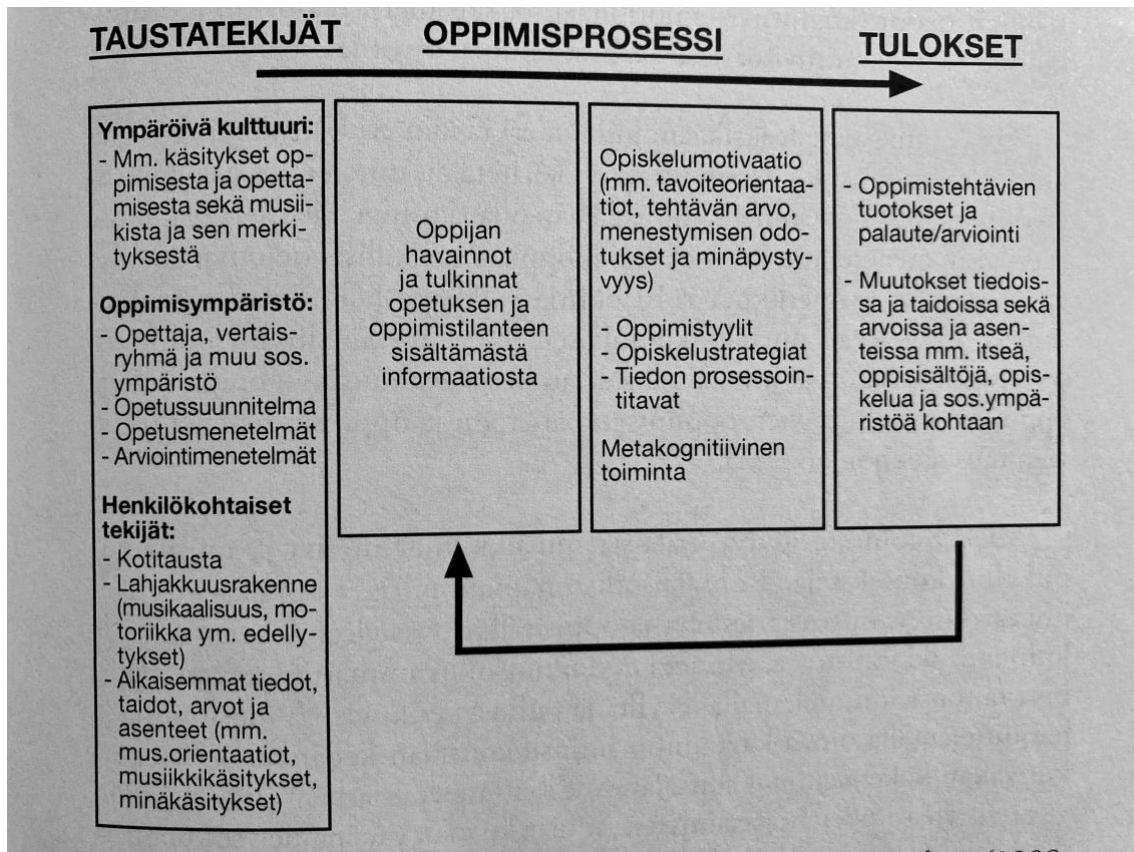 TAUSTATEKIJÄT
OPPIMISPROSESSI
TULOKSET
Ympäröivä kulttuuri:
- Mm. käsitykset op-
pimisesta ja opetta-
misesta sekä musii-
kista ja sen merki-
tyksestä
Oppimisympäristö:
- Opettaja, vertais-
ryhmä ja muu sos.
ympäristö
- Opetussuunnitelma
- Opetusmenetelmät
- Arviointimenetelmät
Henkilökohtaiset
tekijät:
- Kotitausta
- Lahjakkuusrakenne
(musikaalisuus, mo-
toriikka ym. edelly-
tykset)
- Aikaisemmat tiedot,
taidot, arvot ja
asenteet (mm.
mus.orientaatiot,
musiikkikäsitykset,
minäkäsitykset)
Oppijan
havainnot
ja tulkinnat
opetuksen ja
oppimistilanteen
sisältämästä
informaatiosta
Opiskelumotivaatio
(mm. tavoiteorientaa-
tiot, tehtävän arvo,
menestymisen odo-
tukset ja minäpysty-
vyys)
- Oppimistyylit
- Opiskelustrategiat
- Tiedon prosessoin-
titavat
Metakognitiivinen
toiminta
- Oppimistehtävien
tuotokset ja
palaute/arviointi
- Muutokset tiedois-
sa ja taidoissa sekä
arvoissa ja asen-
teissa mm. itseä,
oppisisältöjä, opis-
kelua ja sos.ympä-
ristöä kohtaan